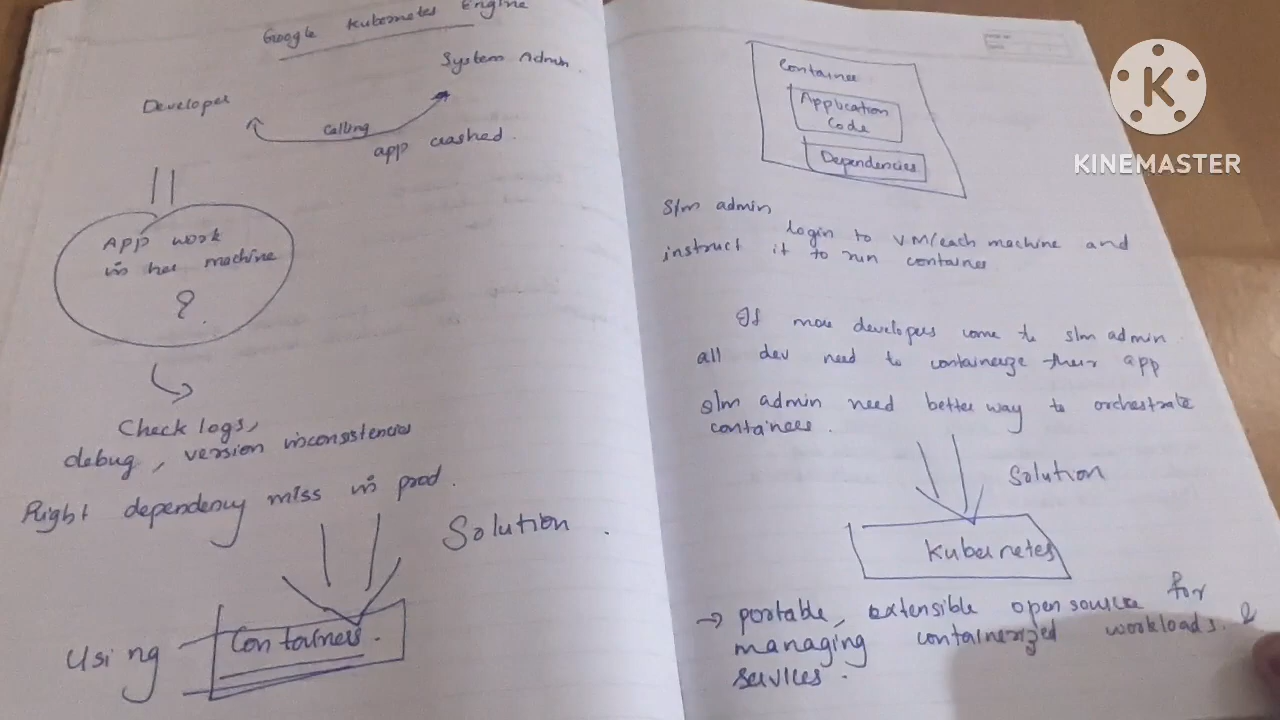 Google Kubernetes Engine
System Admin.
Developer
calling
app crashed.
App work
in her machine
?
Check logs,
debug, version inconsistencies
Right dependency miss in prod.
Solution.
Using
Containers.
Container
Application
Code
Dependencies
s/m admin
login to VM/each machine and
instruct it to run container
If more developers come to s/m admin
all dev need to containerize their app
s/m admin need better way to orchestrate
containers.
Solution
Kubernetes
→ portable, extensible open source for
managing containerized workloads. &
services.
K
KINEMASTER